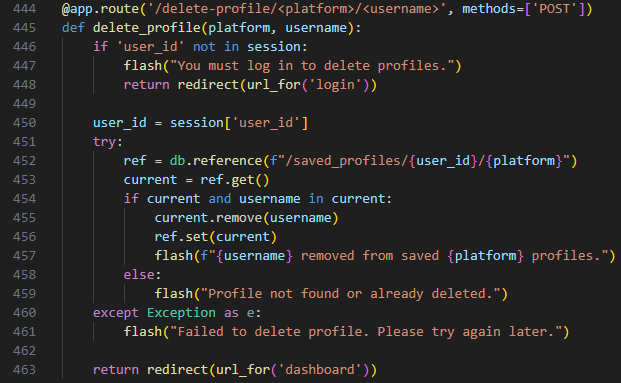 444 @app.route('/delete-profile/<platform>/<username>', methods=['POST'])
445 def delete_profile(platform, username):
446     if 'user_id' not in session:
447         flash("You must log in to delete profiles.")
448         return redirect(url_for('login'))
449
450     user_id = session['user_id']
451     try:
452         ref = db.reference(f"/saved_profiles/{user_id}/{platform}")
453         current = ref.get()
454         if current and username in current:
455             current.remove(username)
456             ref.set(current)
457             flash(f"{username} removed from saved {platform} profiles.")
458         else:
459             flash("Profile not found or already deleted.")
460     except Exception as e:
461         flash("Failed to delete profile. Please try again later.")
462
463     return redirect(url_for('dashboard'))